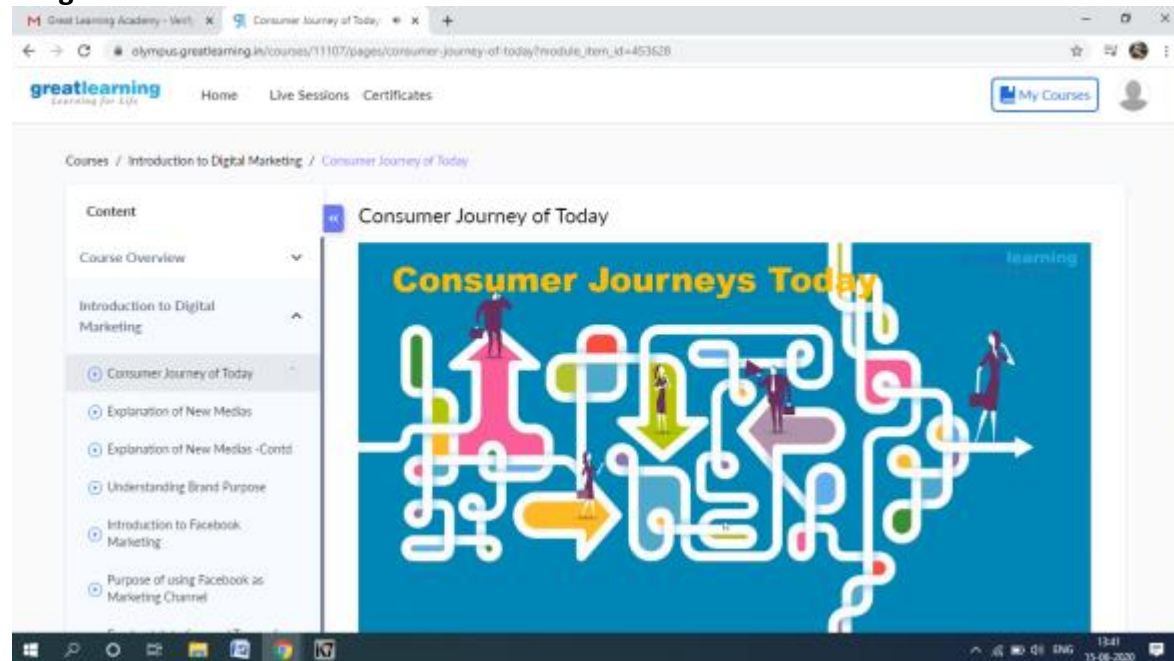 Great Learning Academy - Verify
Consumer Journey of Today
olympus.greatlearning.in/courses/11107/pages/consumer-journey-of-today?module_item_id=453628
greatlearning
Learning for Life
Home Live Sessions Certificates
My Courses
Courses / Introduction to Digital Marketing / Consumer Journey of Today
Content
Course Overview
Introduction to Digital
Marketing
Consumer Journey of Today
Explanation of New Medias
Explanation of New Medias -Contd
Understanding Brand Purpose
Introduction to Facebook
Marketing
Purpose of using Facebook as
Marketing Channel
Consumer Journey of Today
learning
Consumer Journeys Today
ENG
13:41
15-06-2020